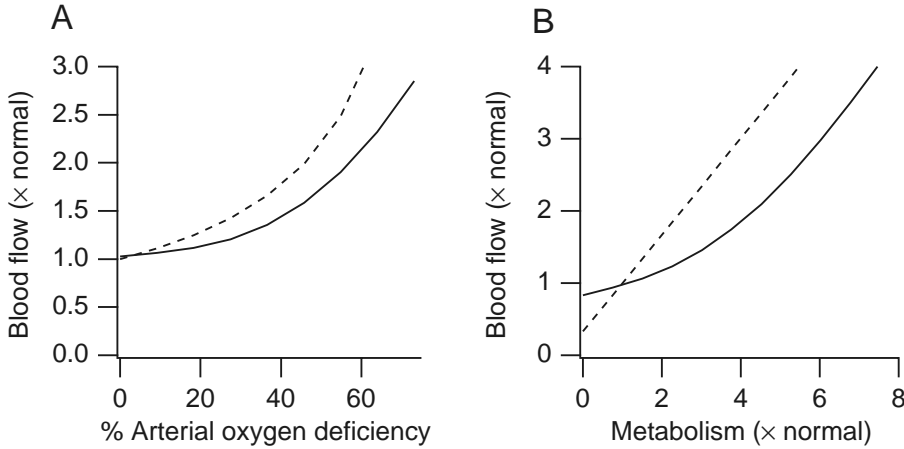 A
Blood flow (× normal)
3.0
2.5
2.0
1.5
1.0
0.5
0.0
0 20 40 60
% Arterial oxygen deficiency
B
Blood flow (× normal)
4
3
2
1
0
0 2 4 6 8
Metabolism (× normal)